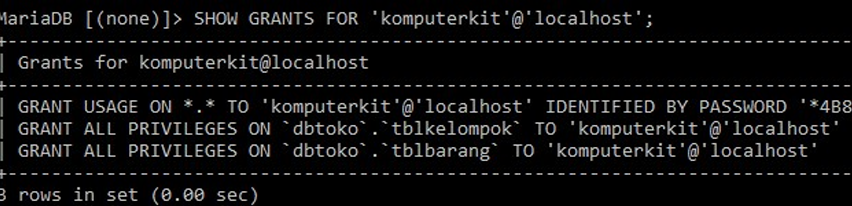 MariaDB [(none)]> SHOW GRANTS FOR 'komputerkit'@'localhost';
| Grants for komputerkit@localhost
| GRANT USAGE ON *.* TO 'komputerkit'@'localhost' IDENTIFIED BY PASSWORD '*4B8
| GRANT ALL PRIVILEGES ON `dbtoko`.`tblkelompok` TO 'komputerkit'@'localhost'
| GRANT ALL PRIVILEGES ON `dbtoko`.`tblbarang` TO 'komputerkit'@'localhost'
3 rows in set (0.00 sec)